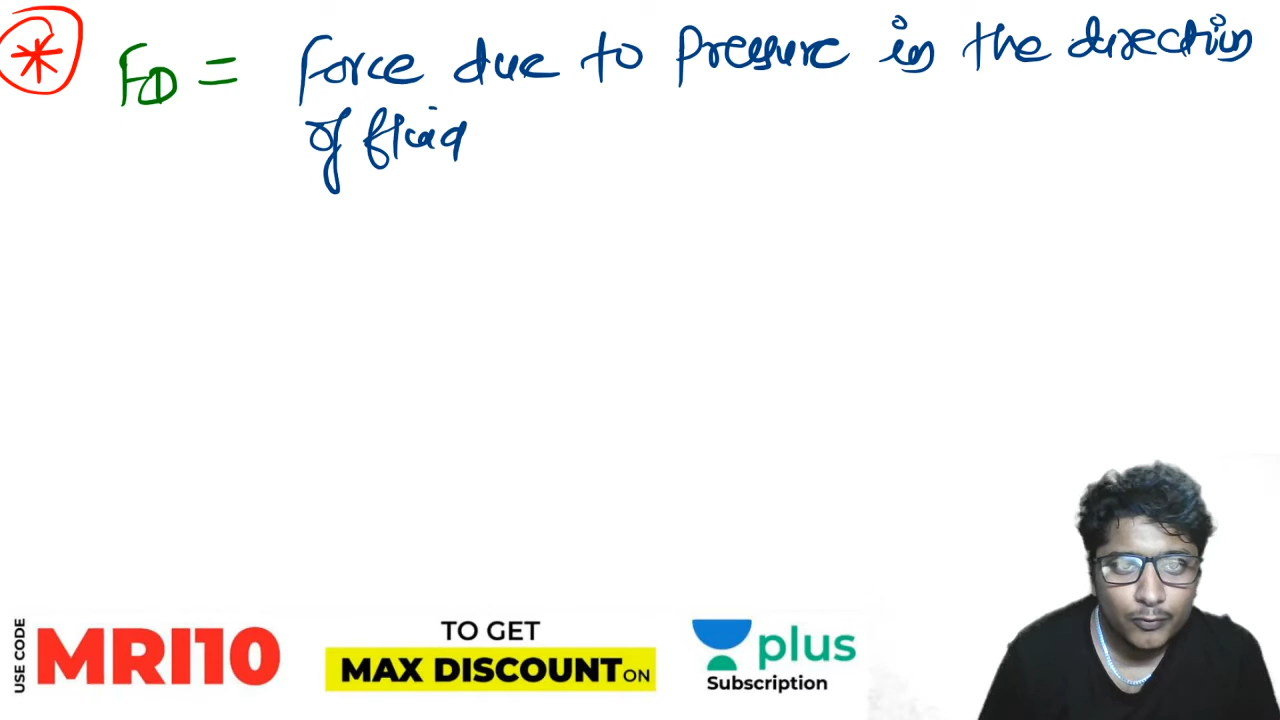 * FD = Force due to Pressure in the direction
of fluid
USE CODE
MRI10
TO GET
MAX DISCOUNT ON
plus
Subscription